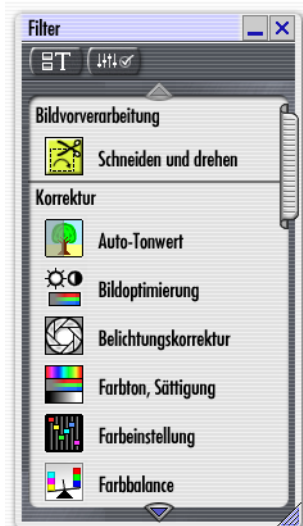 Filter
T
Bildvorverarbeitung
Schneiden und drehen
Korrektur
Auto-Tonwert
Bildoptimierung
Belichtungskorrektur
Farbton, Sättigung
Farbeinstellung
Farbbalance